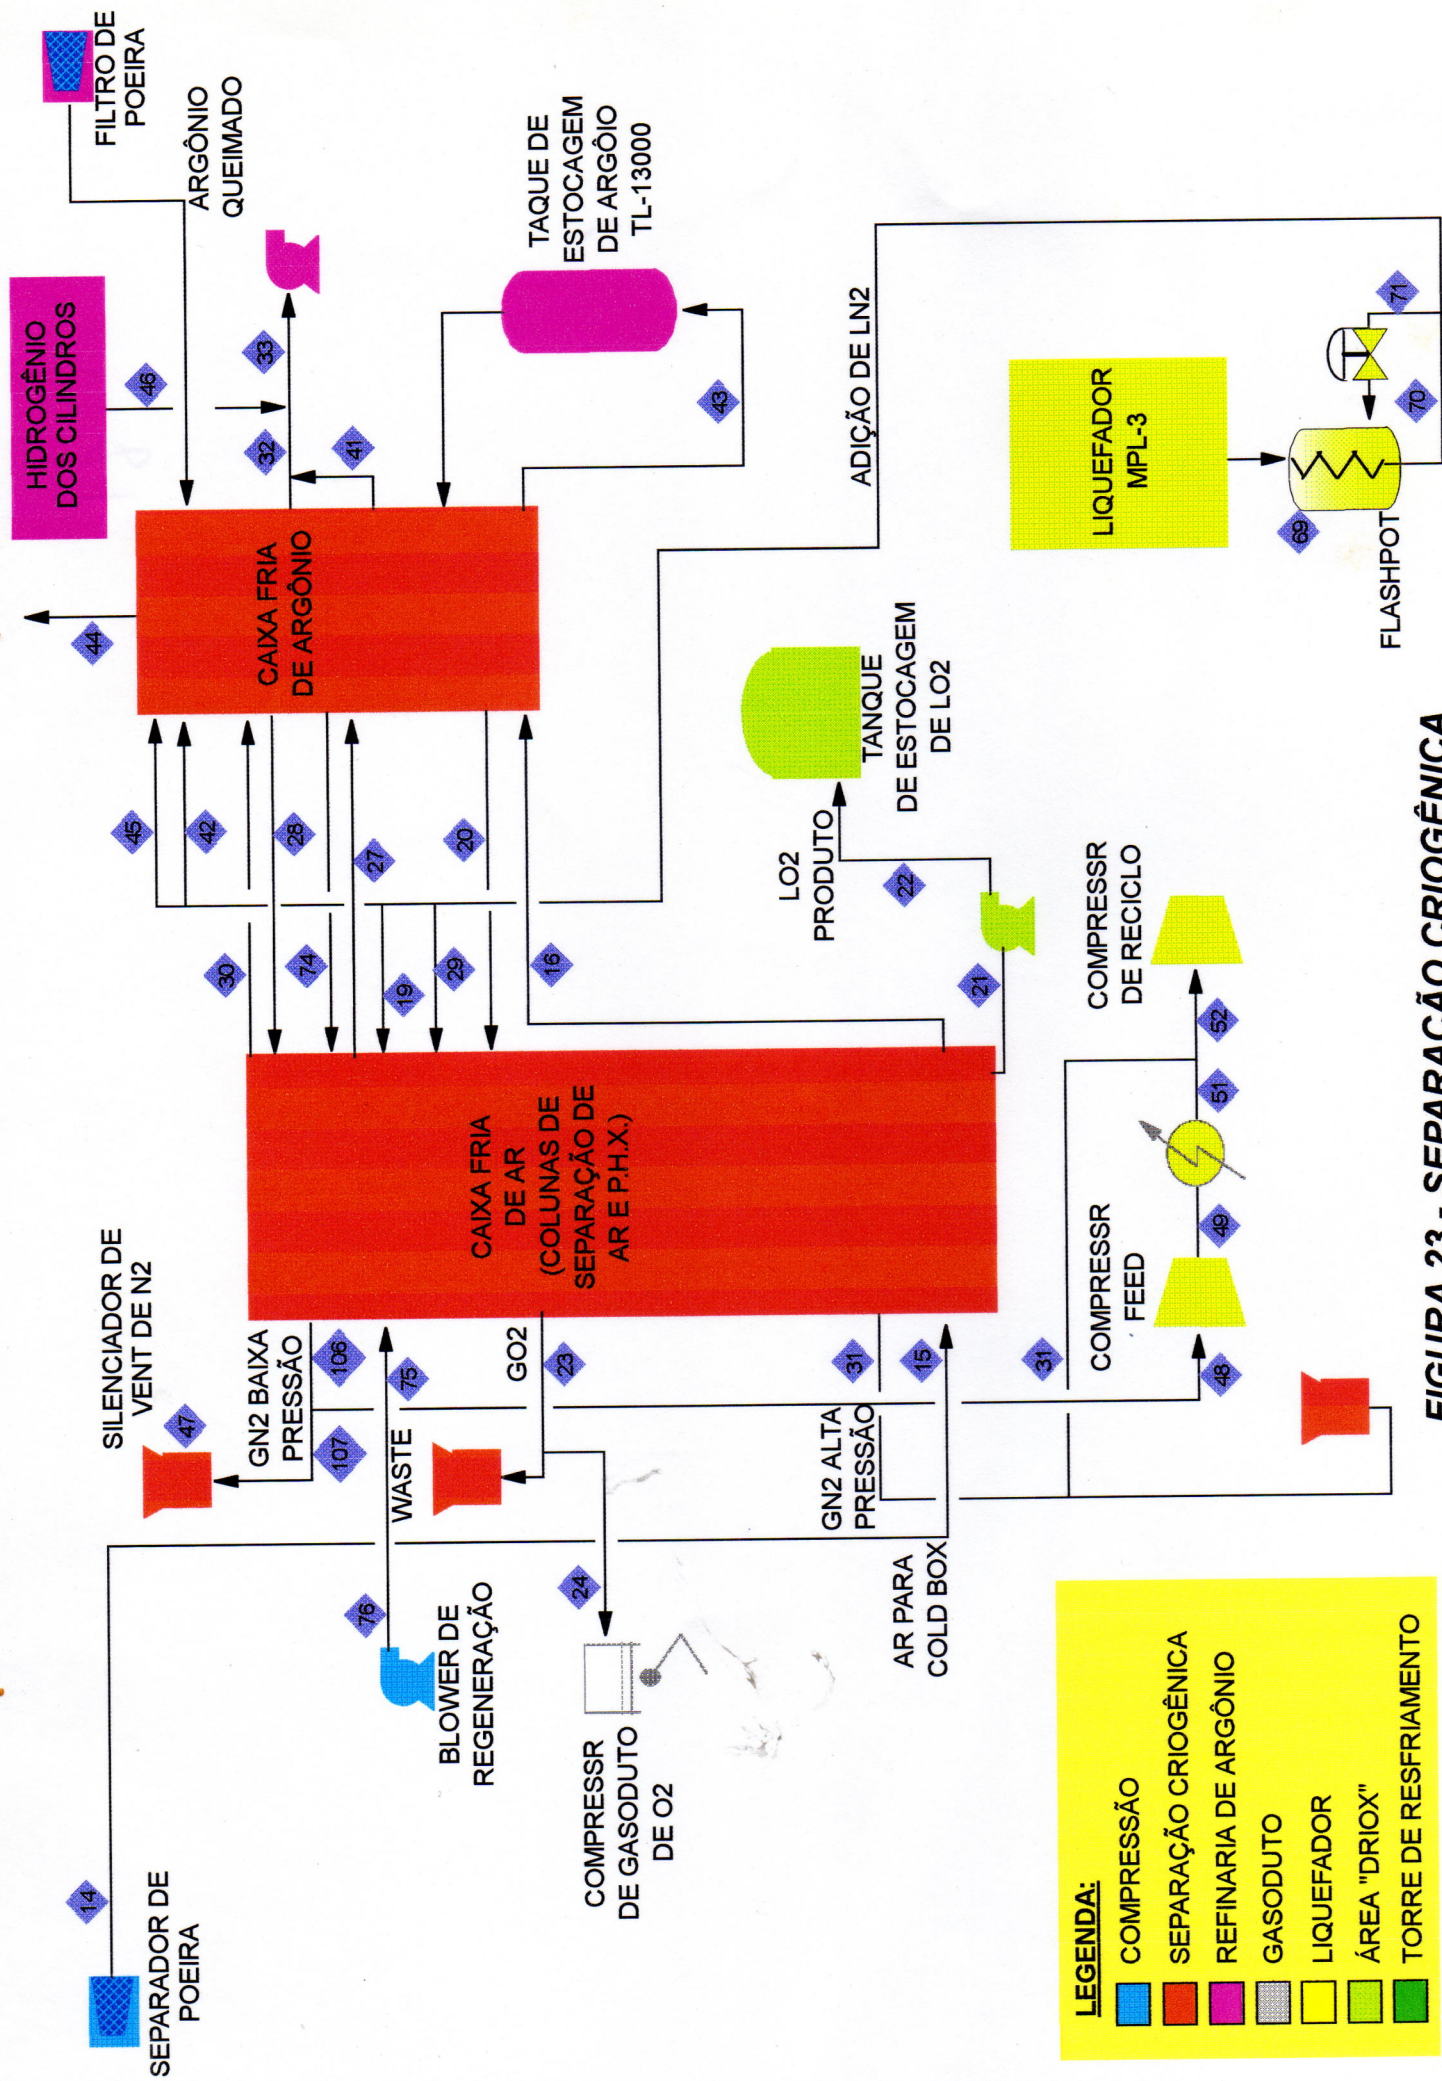 SEPARADOR DE
POEIRA
14
SILENCIADOR DE
VENT DE N2
47
GN2 BAIXA
PRESSÃO
106
107
BLOWER DE
REGENERAÇÃO
76
WASTE
75
COMPRESSR
DE GASODUTO
DE O2
24
GO2
23
GN2 ALTA
PRESSÃO
31
AR PARA
COLD BOX
15
31
CAIXA FRIA
DE AR
(COLUNAS DE
SEPARAÇÃO DE
AR E P.H.X.)
COMPRESSR
FEED
48
49
51
52
COMPRESSR
DE RECICLO
30
45
42
28
74
27
19
29
20
16
21
22
LO2
PRODUTO
TANQUE
DE ESTOCAGEM
DE LO2
44
CAIXA FRIA
DE ARGÔNIO
HIDROGÊNIO
DOS CILINDROS
46
32
33
41
43
FILTRO DE
POEIRA
ARGÔNIO
QUEIMADO
TAQUE DE
ESTOCAGEM
DE ARGÔIO
TL-13000
ADIÇÃO DE LN2
LIQUEFADOR
MPL-3
69
FLASHPOT
70
71
LEGENDA:
COMPRESSÃO
SEPARAÇÃO CRIOGÊNICA
REFINARIA DE ARGÔNIO
GASODUTO
LIQUEFADOR
ÁREA "DRIOX"
TORRE DE RESFRIAMENTO
FIGURA 23 - SEPARAÇÃO CRIOGÊNICA